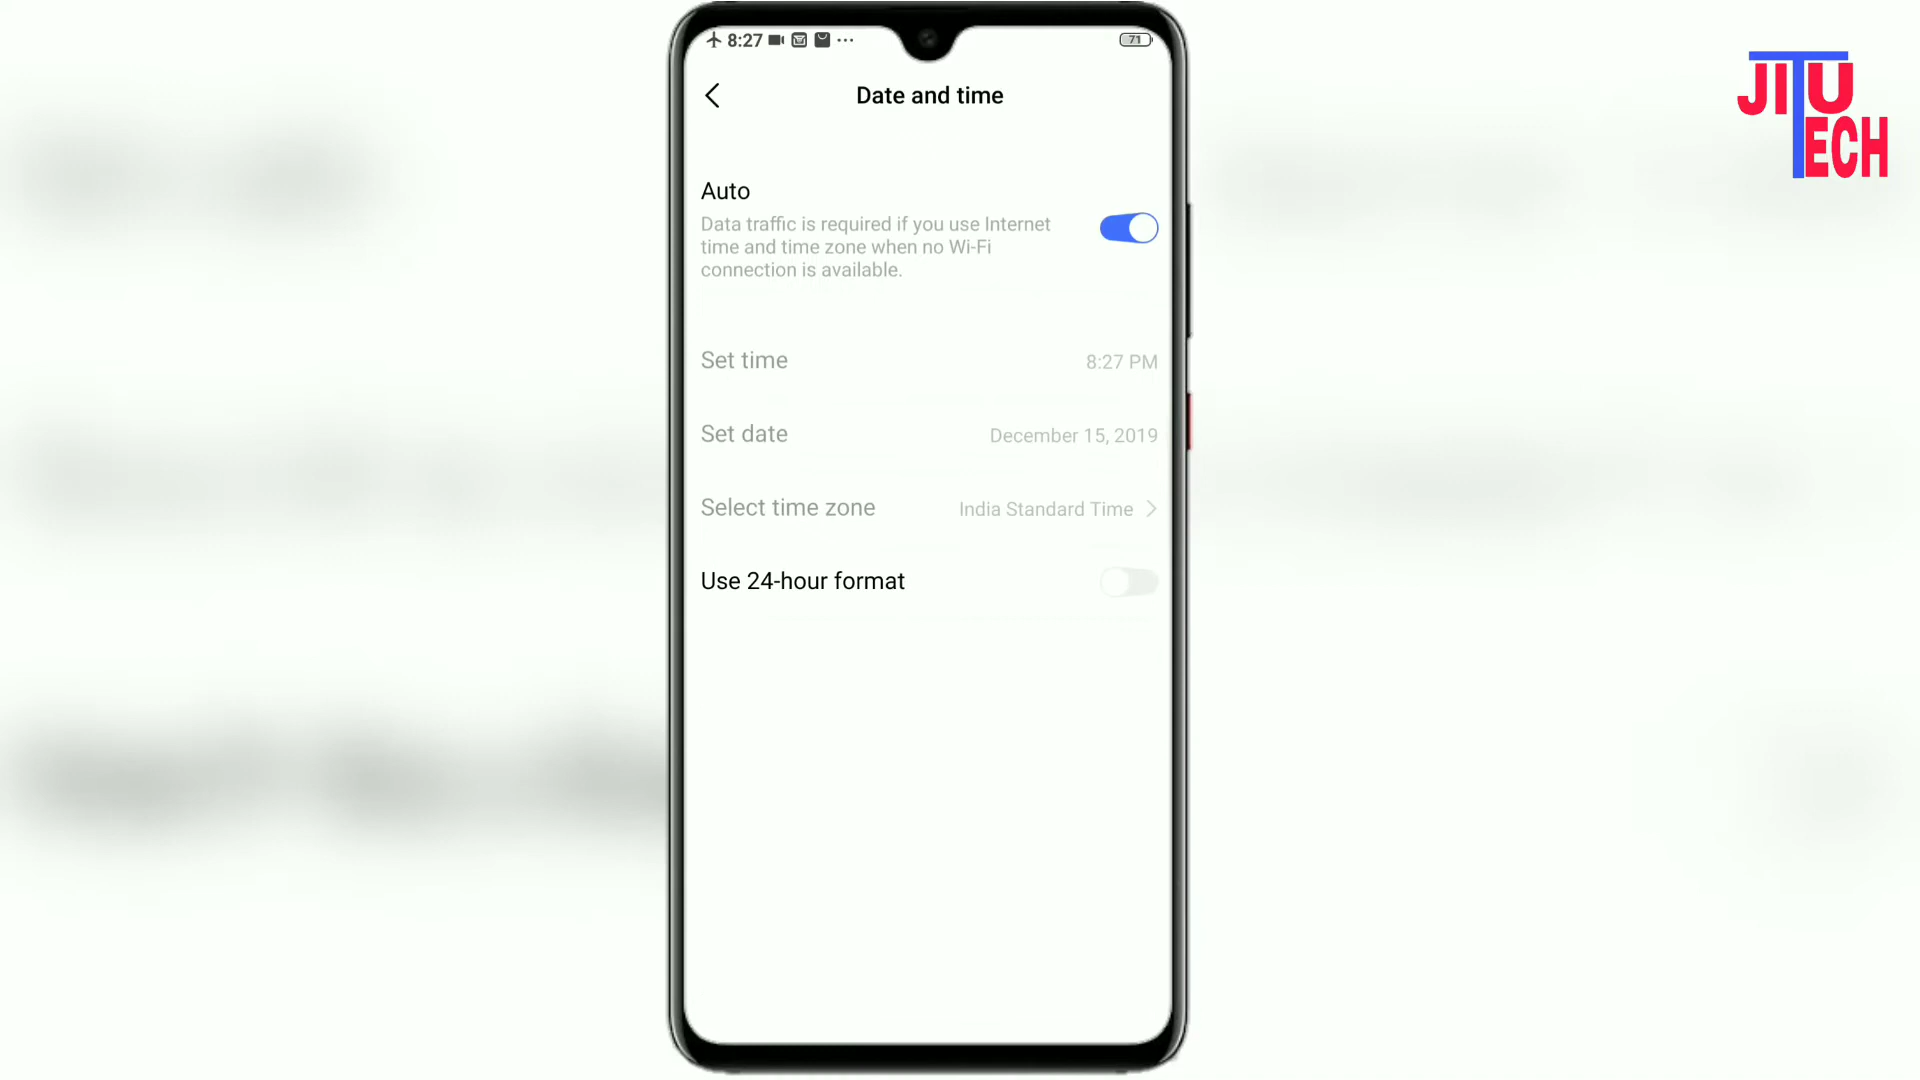 8:27
71
Date and time
Auto
Data traffic is required if you use Internet
time and time zone when no Wi-Fi
connection is available.
Set time 8:27 PM
Set date December 15, 2019
Select time zone India Standard Time
Use 24-hour format
JITU
TECH